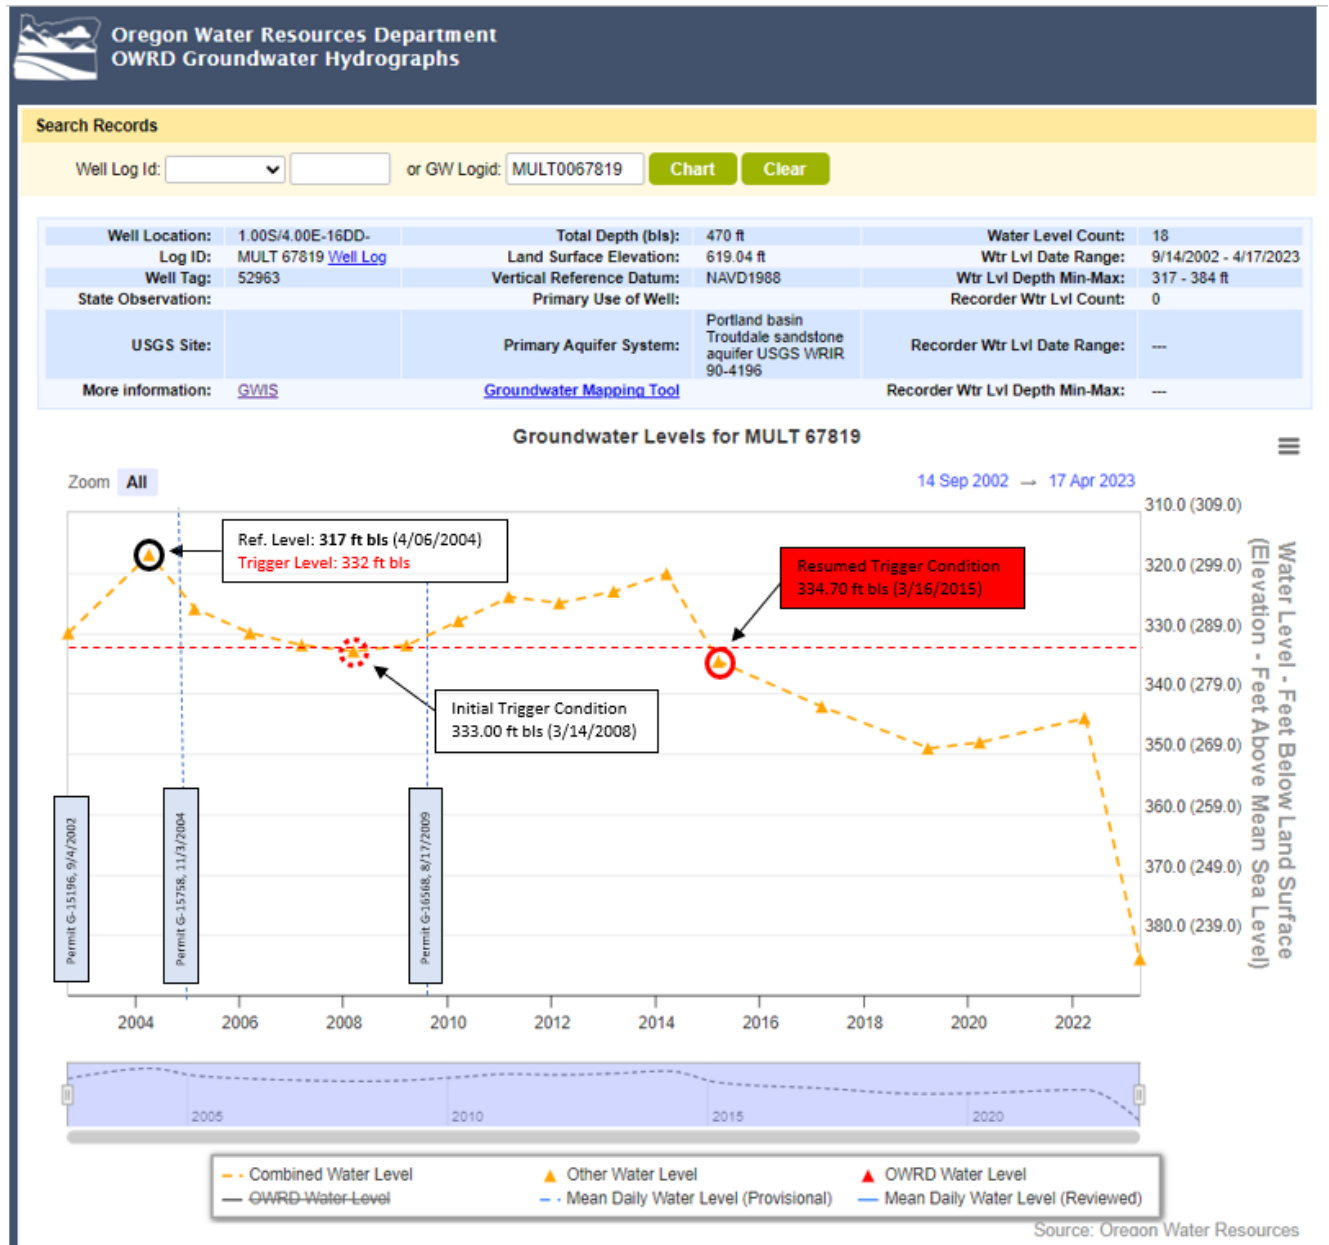 Oregon Water Resources Department
OWRD Groundwater Hydrographs
Search Records
Well Log Id:
or GW Logid: MULT0067819 Chart Clear
Well Location: 1.00S/4.00E-16DD- Total Depth (bls): 470 ft Water Level Count: 18
Log ID: MULT 67819 Well Log Land Surface Elevation: 619.04 ft Wtr Lvl Date Range: 9/14/2002 - 4/17/2023
Well Tag: 52963 Vertical Reference Datum: NAVD1988 Wtr Lvl Depth Min-Max: 317 - 384 ft
State Observation: Primary Use of Well: Recorder Wtr Lvl Count: 0
USGS Site: Primary Aquifer System: Portland basin
Troutdale sandstone
aquifer USGS WRIR
90-4196
Recorder Wtr Lvl Date Range: ---
More information: GWIS Groundwater Mapping Tool Recorder Wtr Lvl Depth Min-Max: ---
Groundwater Levels for MULT 67819
Zoom All
14 Sep 2002 → 17 Apr 2023
Ref. Level: 317 ft bls (4/06/2004)
Trigger Level: 332 ft bls
Resumed Trigger Condition
334.70 ft bls (3/16/2015)
Initial Trigger Condition
333.00 ft bls (3/14/2008)
Permit G-15196, 9/4/2002
Permit G-15758, 11/3/2004
Permit G-16568, 8/17/2009
310.0 (309.0)
320.0 (299.0)
330.0 (289.0)
340.0 (279.0)
350.0 (269.0)
360.0 (259.0)
370.0 (249.0)
380.0 (239.0)
Water Level - Feet Below Land Surface
(Elevation - Feet Above Mean Sea Level)
2004 2006 2008 2010 2012 2014 2016 2018 2020 2022
2005 2010 2015 2020
Combined Water Level Other Water Level OWRD Water Level
OWRD Water Level Mean Daily Water Level (Provisional) Mean Daily Water Level (Reviewed)
Source: Oregon Water Resources